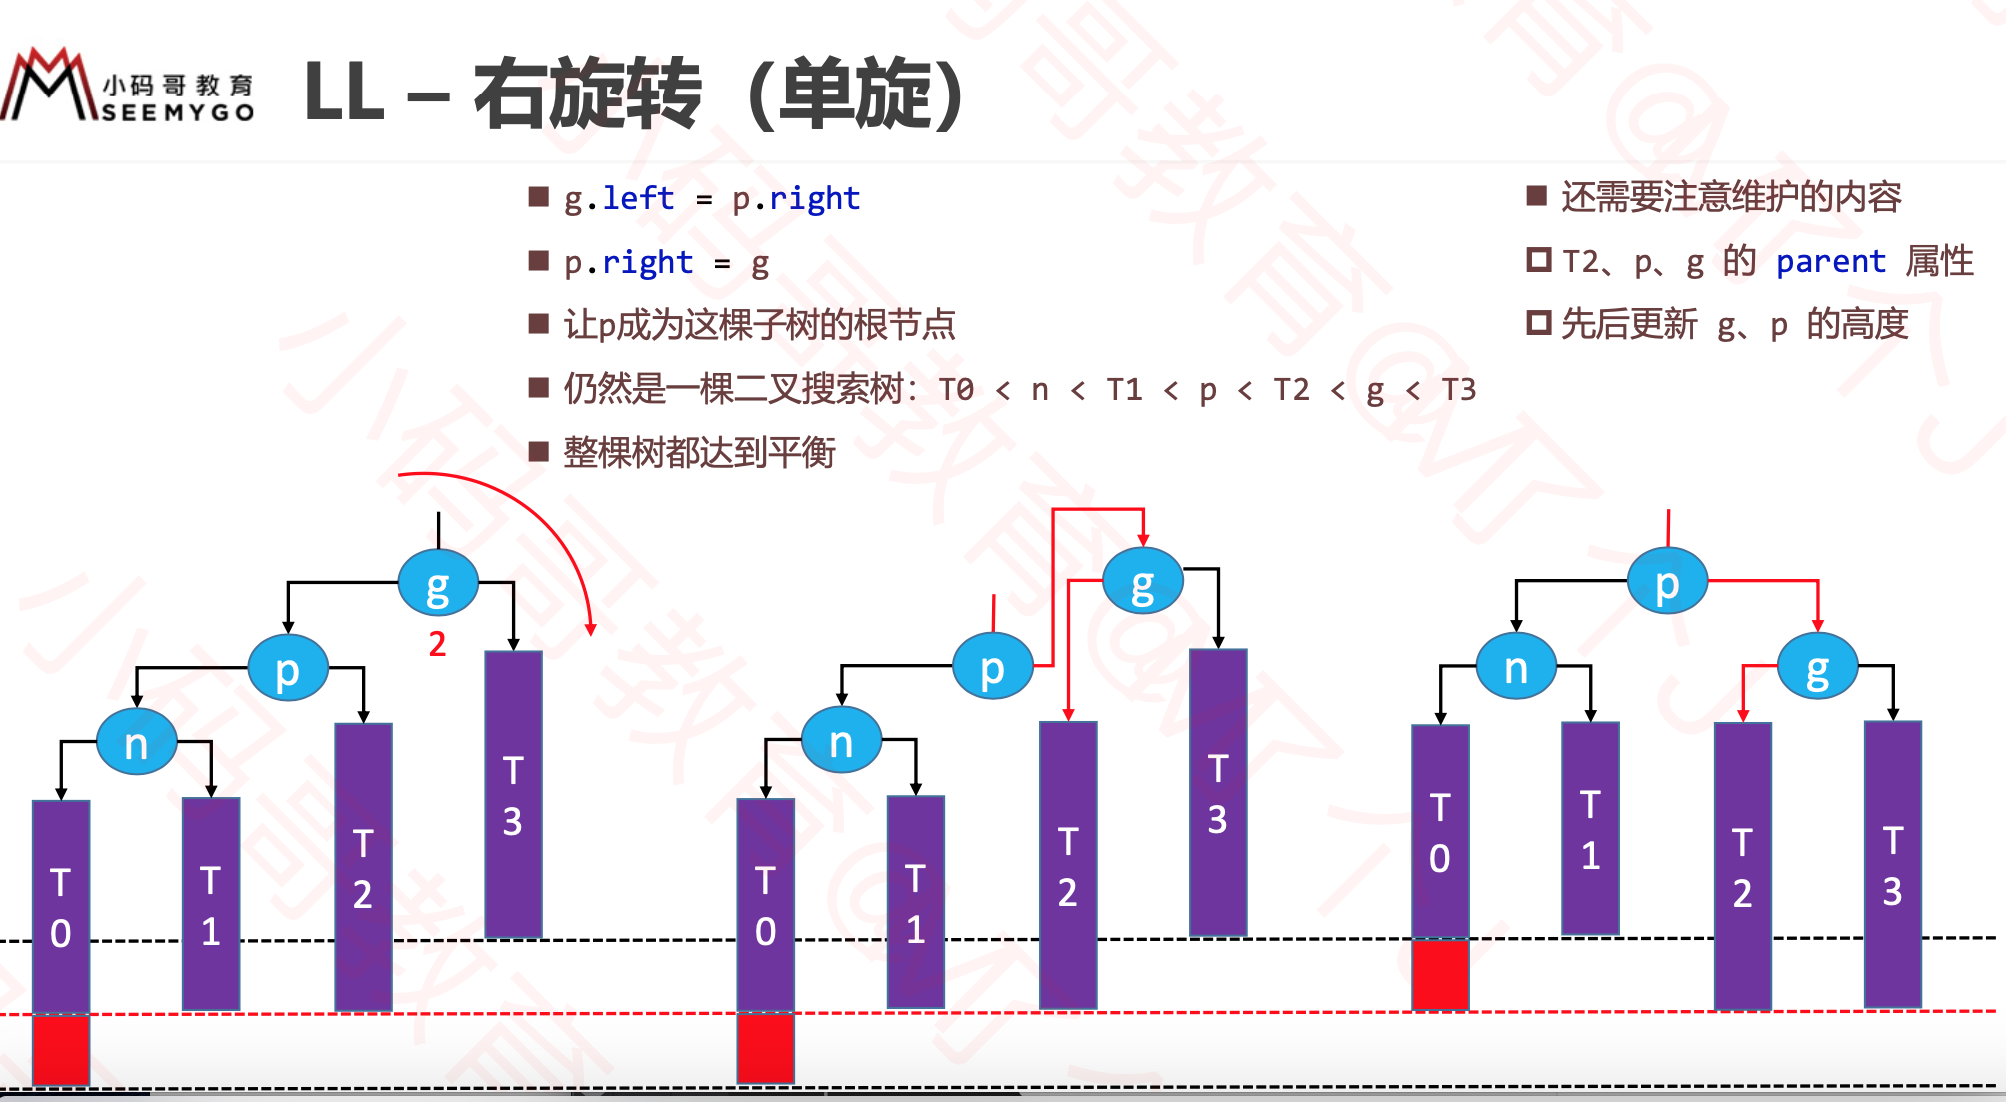 小码哥教育
SEEMYGO
LL – 右旋转（单旋）
g.left = p.right
p.right = g
让p成为这棵子树的根节点
仍然是一棵二叉搜索树：T0 < n < T1 < p < T2 < g < T3
整棵树都达到平衡
还需要注意维护的内容
T2、p、g 的 parent 属性
先后更新 g、p 的高度
g
2
p
n
T0
T1
T2
T3
g
p
n
T0
T1
T2
T3
p
n
g
T0
T1
T2
T3